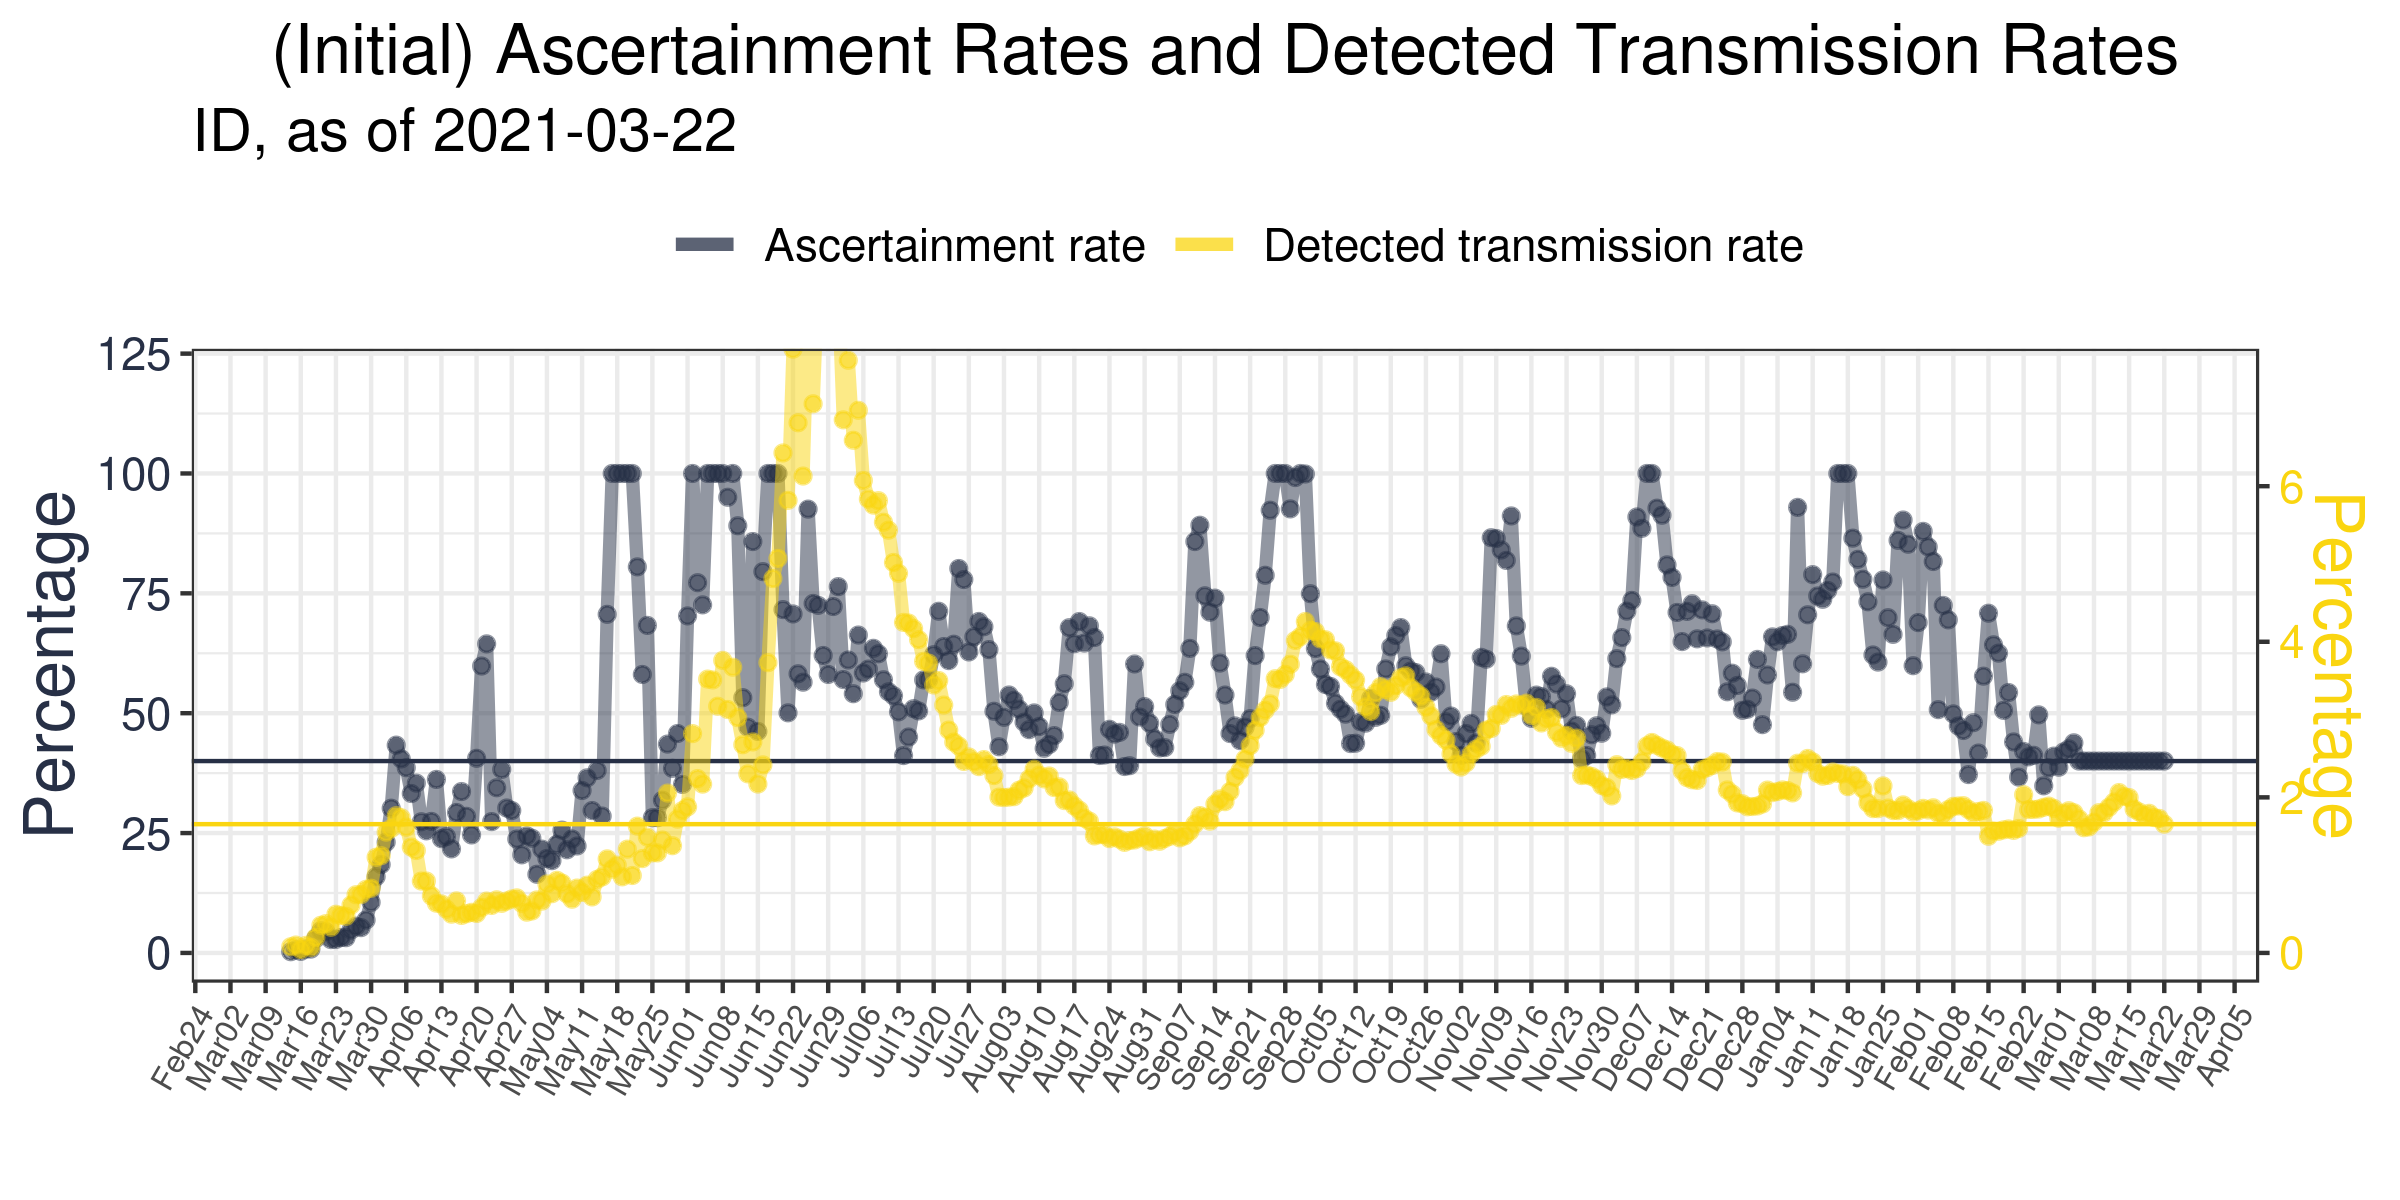 (Initial) Ascertainment Rates and Detected Transmission Rates
ID, as of 2021-03-22
Ascertainment rate
Detected transmission rate
Percentage
125
100
75
50
25
0
6
4
2
0
Percentage
Feb24
Mar02
Mar09
Mar16
Mar23
Mar30
Apr06
Apr13
Apr20
Apr27
May04
May11
May18
May25
Jun01
Jun08
Jun15
Jun22
Jun29
Jul06
Jul13
Jul20
Jul27
Aug03
Aug10
Aug17
Aug24
Aug31
Sep07
Sep14
Sep21
Sep28
Oct05
Oct12
Oct19
Oct26
Nov02
Nov09
Nov16
Nov23
Nov30
Dec07
Dec14
Dec21
Dec28
Jan04
Jan11
Jan18
Jan25
Feb01
Feb08
Feb15
Feb22
Mar01
Mar08
Mar15
Mar22
Mar29
Apr05